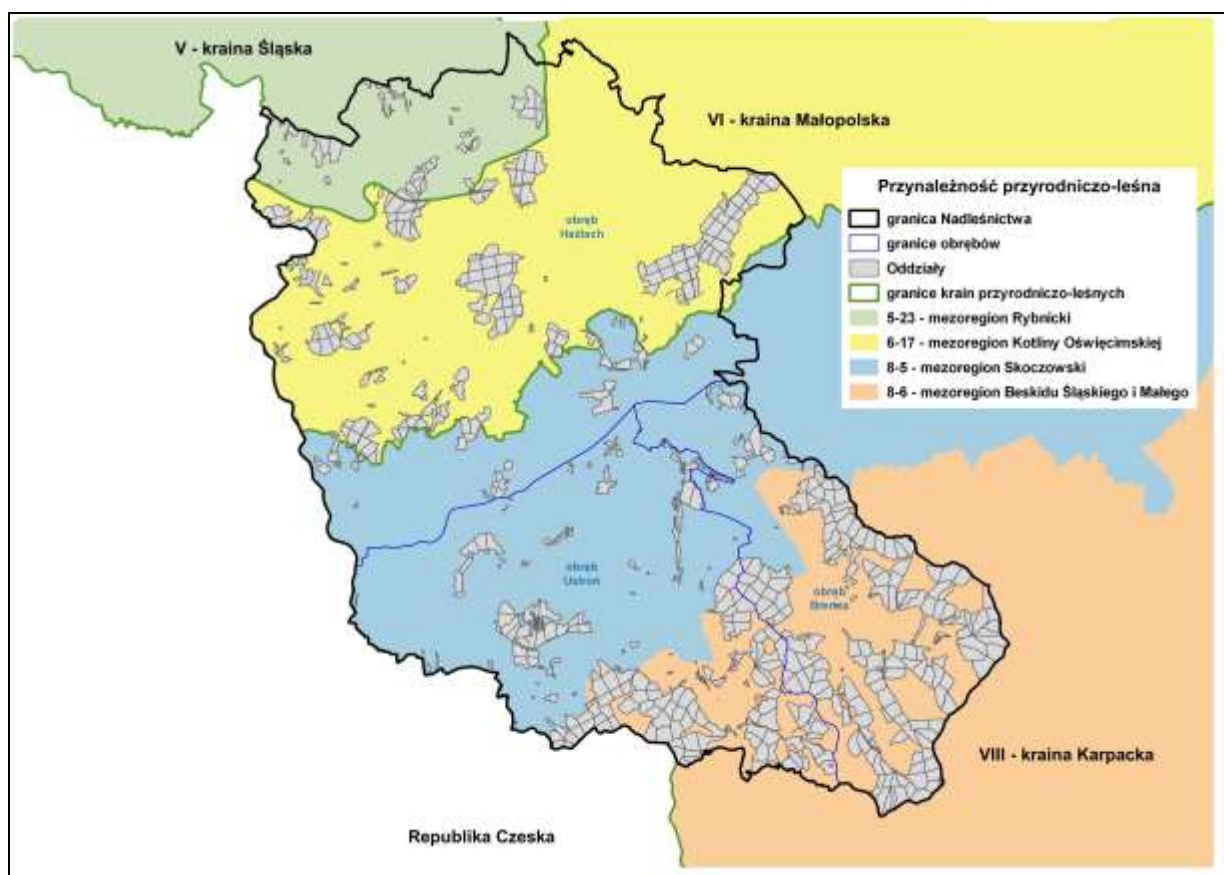 V - kraina Śląska
VI - kraina Małopolska
Przynależność przyrodniczo-leśna
granica Nadleśnictwa
granice obrębów
Oddziały
granice krain przyrodniczo-leśnych
5-23 - mezoregion Rybnicki
6-17 - mezoregion Kotliny Oświęcimskiej
8-5 - mezoregion Skoczowski
8-6 - mezoregion Beskidu Śląskiego i Małego
obręb
Hażlach
obręb
Ustroń
obręb
Brenna
VIII - kraina Karpacka
Republika Czeska